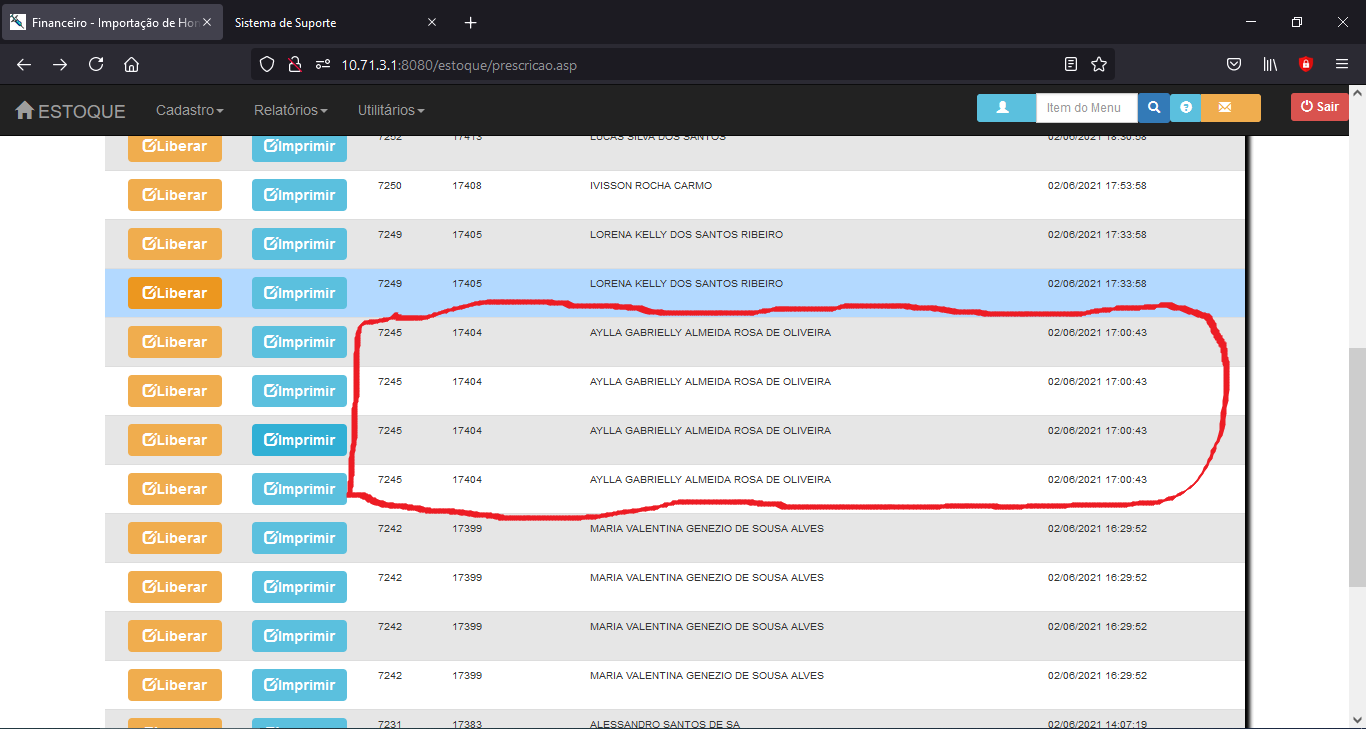 Financeiro - Importação de Hon
Sistema de Suporte
10.71.3.1:8080/estoque/prescricao.asp
ESTOQUE Cadastro Relatórios Utilitários Item do Menu Sair
Liberar Imprimir 7252 17413 LUCAS SILVA DOS SANTOS 02/06/2021 18:30:58
Liberar Imprimir 7250 17408 IVISSON ROCHA CARMO 02/06/2021 17:53:58
Liberar Imprimir 7249 17405 LORENA KELLY DOS SANTOS RIBEIRO 02/06/2021 17:33:58
Liberar Imprimir 7249 17405 LORENA KELLY DOS SANTOS RIBEIRO 02/06/2021 17:33:58
Liberar Imprimir 7245 17404 AYLLA GABRIELLY ALMEIDA ROSA DE OLIVEIRA 02/06/2021 17:00:43
Liberar Imprimir 7245 17404 AYLLA GABRIELLY ALMEIDA ROSA DE OLIVEIRA 02/06/2021 17:00:43
Liberar Imprimir 7245 17404 AYLLA GABRIELLY ALMEIDA ROSA DE OLIVEIRA 02/06/2021 17:00:43
Liberar Imprimir 7245 17404 AYLLA GABRIELLY ALMEIDA ROSA DE OLIVEIRA 02/06/2021 17:00:43
Liberar Imprimir 7242 17399 MARIA VALENTINA GENEZIO DE SOUSA ALVES 02/06/2021 16:29:52
Liberar Imprimir 7242 17399 MARIA VALENTINA GENEZIO DE SOUSA ALVES 02/06/2021 16:29:52
Liberar Imprimir 7242 17399 MARIA VALENTINA GENEZIO DE SOUSA ALVES 02/06/2021 16:29:52
Liberar Imprimir 7242 17399 MARIA VALENTINA GENEZIO DE SOUSA ALVES 02/06/2021 16:29:52
7231 17383 ALESSANDRO SANTOS DE SA 02/06/2021 14:07:19